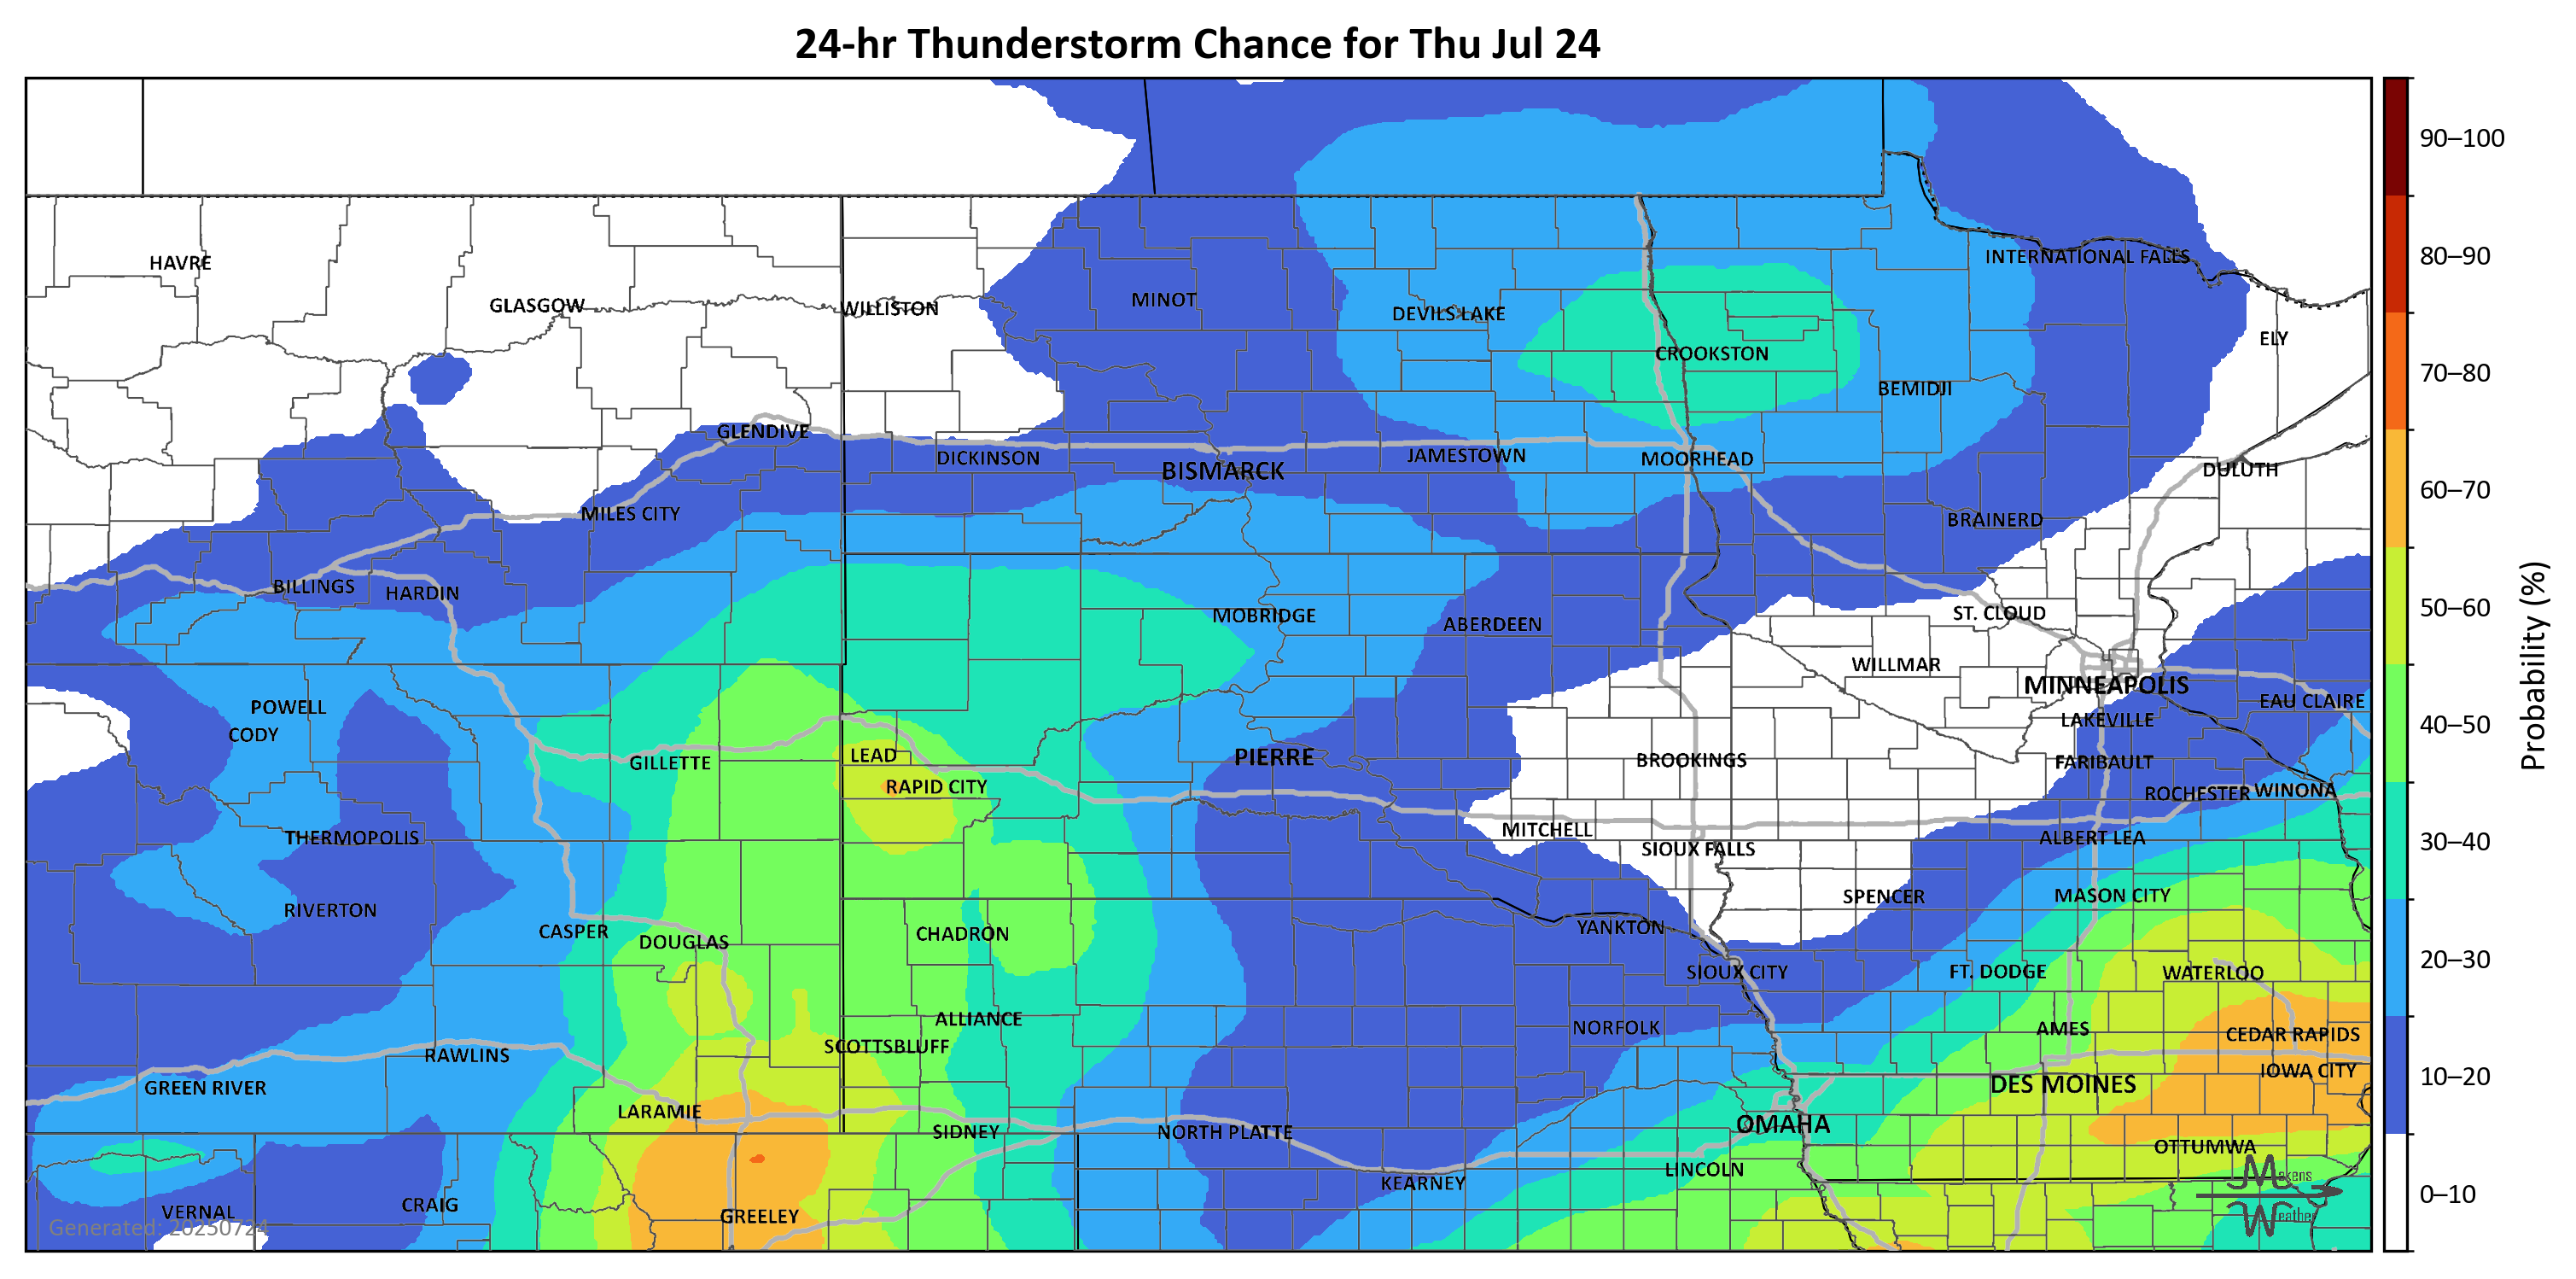 24-hr Thunderstorm Chance for Thu Jul 24
90–100
80–90
70–80
60–70
50–60
40–50
30–40
20–30
10–20
0–10
Probability (%)
HAVRE
GLASGOW
WILLISTON
MINOT
DEVILS LAKE
INTERNATIONAL FALLS
ELY
CROOKSTON
BEMIDJI
GLENDIVE
DICKINSON
BISMARCK
JAMESTOWN
MOORHEAD
DULUTH
MILES CITY
BRAINERD
BILLINGS
HARDIN
MOBRIDGE
ABERDEEN
ST. CLOUD
WILLMAR
MINNEAPOLIS
POWELL
CODY
LAKEVILLE
EAU CLAIRE
GILLETTE
LEAD
RAPID CITY
PIERRE
BROOKINGS
FARIBAULT
ROCHESTER
WINONA
THERMOPOLIS
MITCHELL
SIOUX FALLS
ALBERT LEA
RIVERTON
SPENCER
MASON CITY
CASPER
DOUGLAS
CHADRON
YANKTON
SIOUX CITY
FT. DODGE
WATERLOO
ALLIANCE
NORFOLK
AMES
CEDAR RAPIDS
SCOTTSBLUFF
RAWLINS
IOWA CITY
GREEN RIVER
DES MOINES
LARAMIE
SIDNEY
NORTH PLATTE
OMAHA
OTTUMWA
LINCOLN
KEARNEY
VERNAL
CRAIG
GREELEY
Generated: 20250724
Makens
Weather